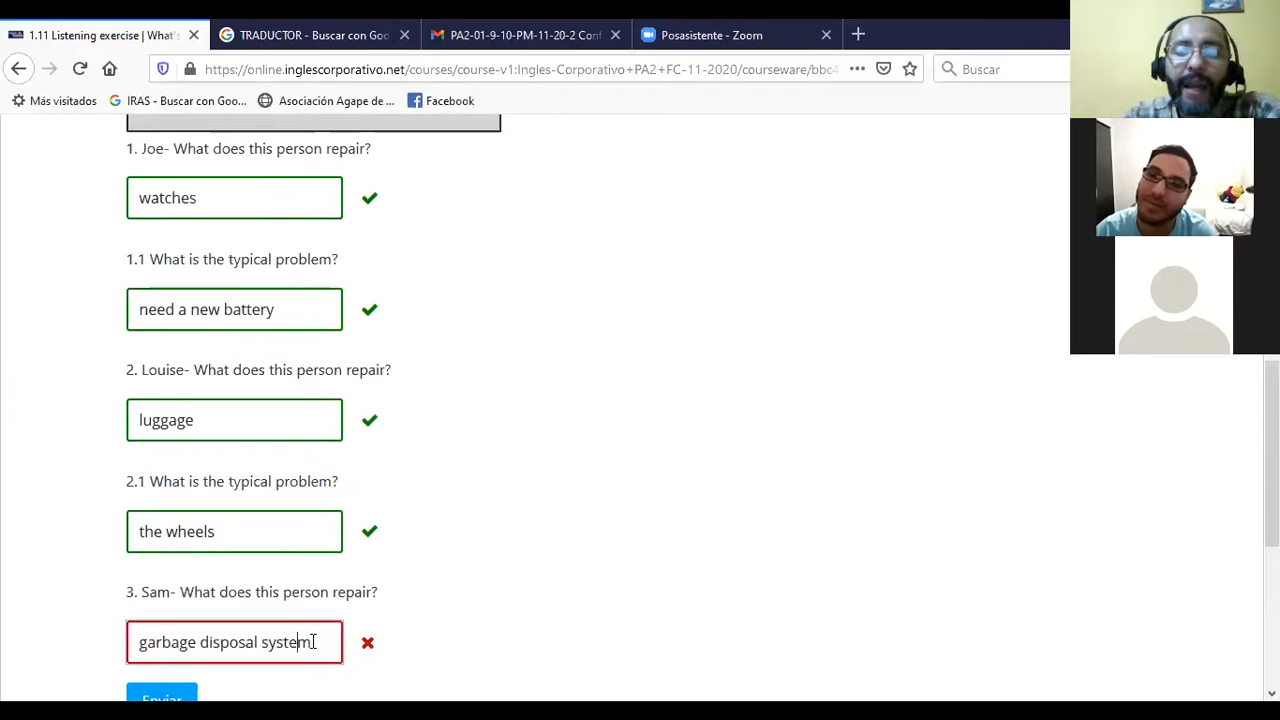 1.11 Listening exercise | What's
TRADUCTOR - Buscar con Goo
PA2-01-9-10-PM-11-20-2 Conf
Posasistente - Zoom
https://online.inglescorporativo.net/courses/course-v1:Ingles-Corporativo+PA2+FC-11-2020/courseware/bbc4
Buscar
Más visitados
IRAS - Buscar con Goo...
Asociación Agape de ...
Facebook
1. Joe- What does this person repair?
watches
1.1 What is the typical problem?
need a new battery
2. Louise- What does this person repair?
luggage
2.1 What is the typical problem?
the wheels
3. Sam- What does this person repair?
garbage disposal system
Enviar